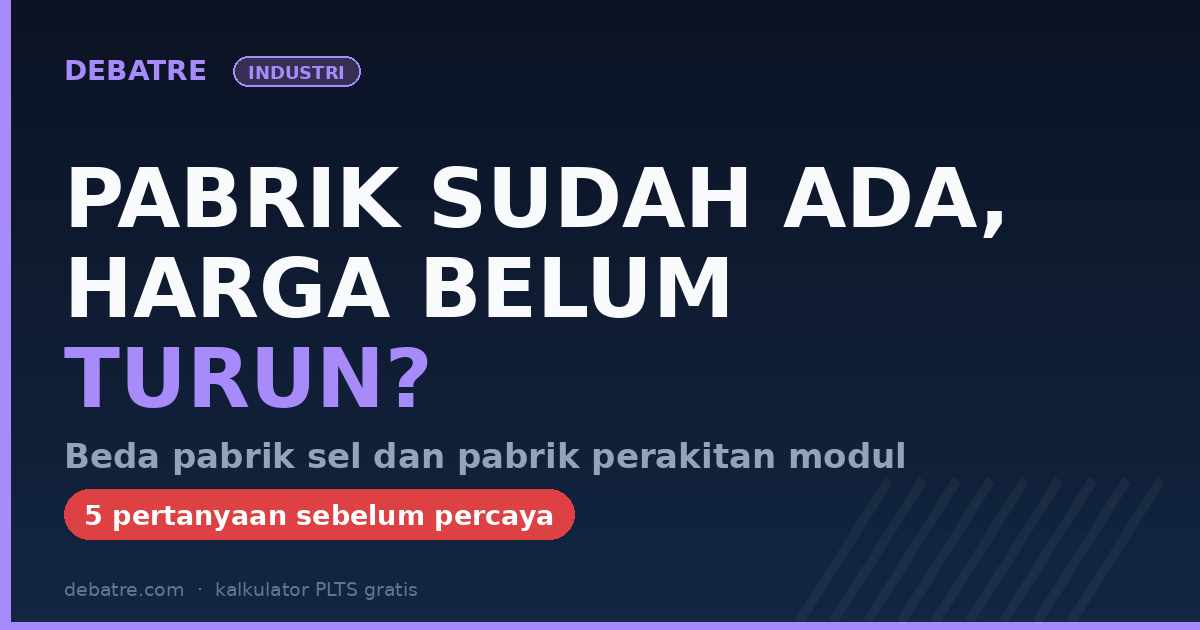 DEBATRE INDUSTRI
PABRIK SUDAH ADA,
HARGA BELUM
TURUN?
Beda pabrik sel dan pabrik perakitan modul
5 pertanyaan sebelum percaya
debatre.com · kalkulator PLTS gratis